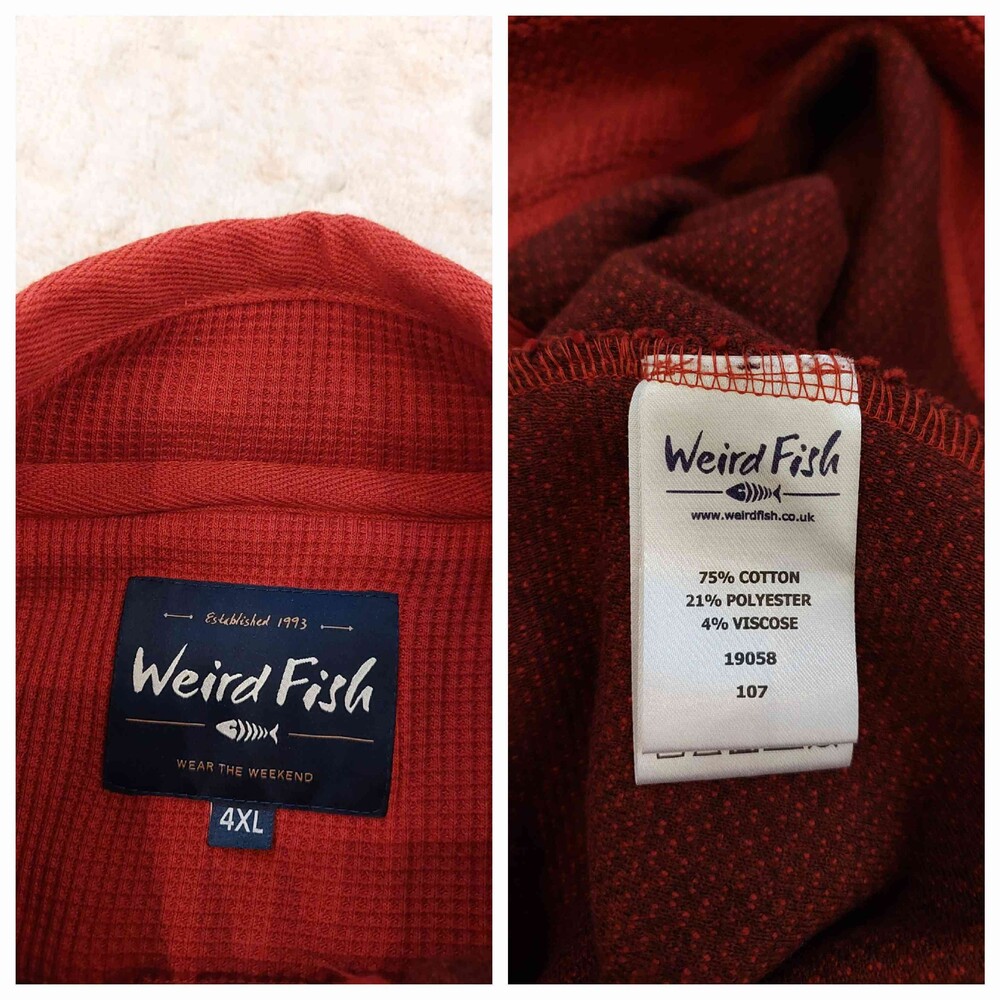 Established 1993
Weird Fish
WEAR THE WEEKEND
4XL
Weird Fish
www.weirdfish.co.uk
75% COTTON
21% POLYESTER
4% VISCOSE
19058
107